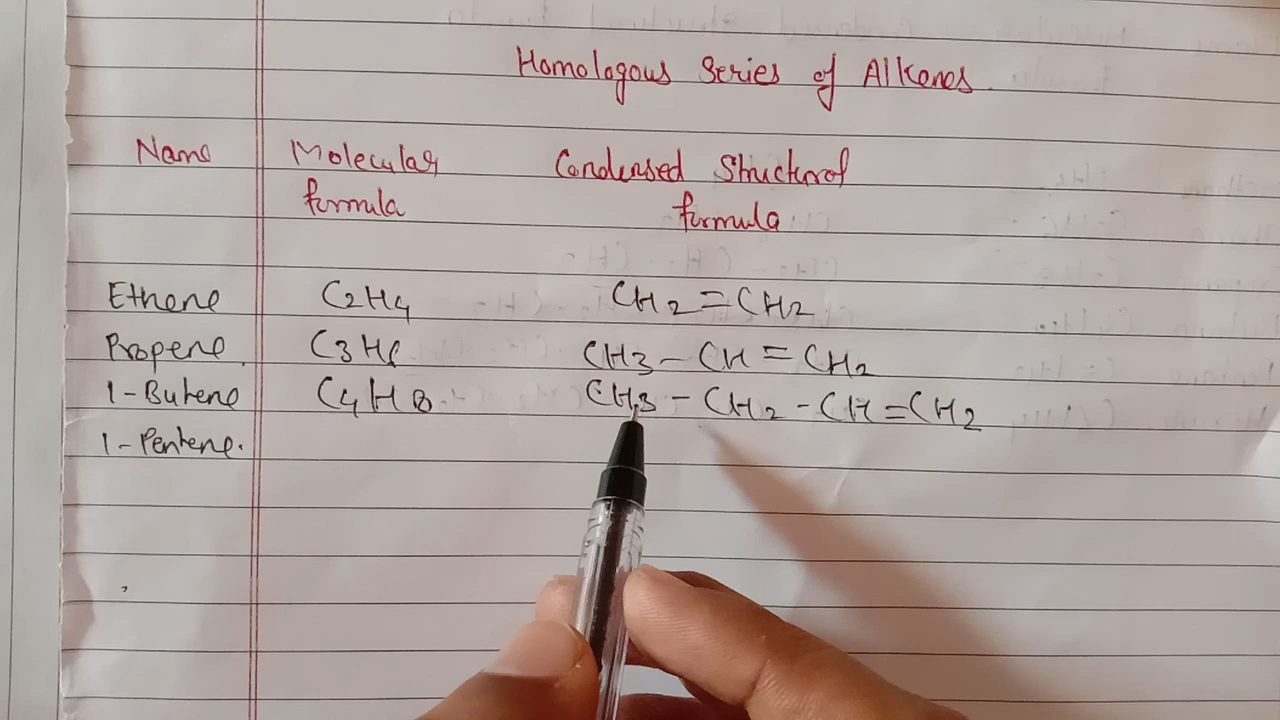 Homologous Series of Alkenes
Name Molecular Condensed Structural
formula formula
Ethene C2H4 CH2=CH2
Propene C3H6 CH3-CH=CH2
1-Butene C4H8 CH3-CH2-CH=CH2
1-Pentene.